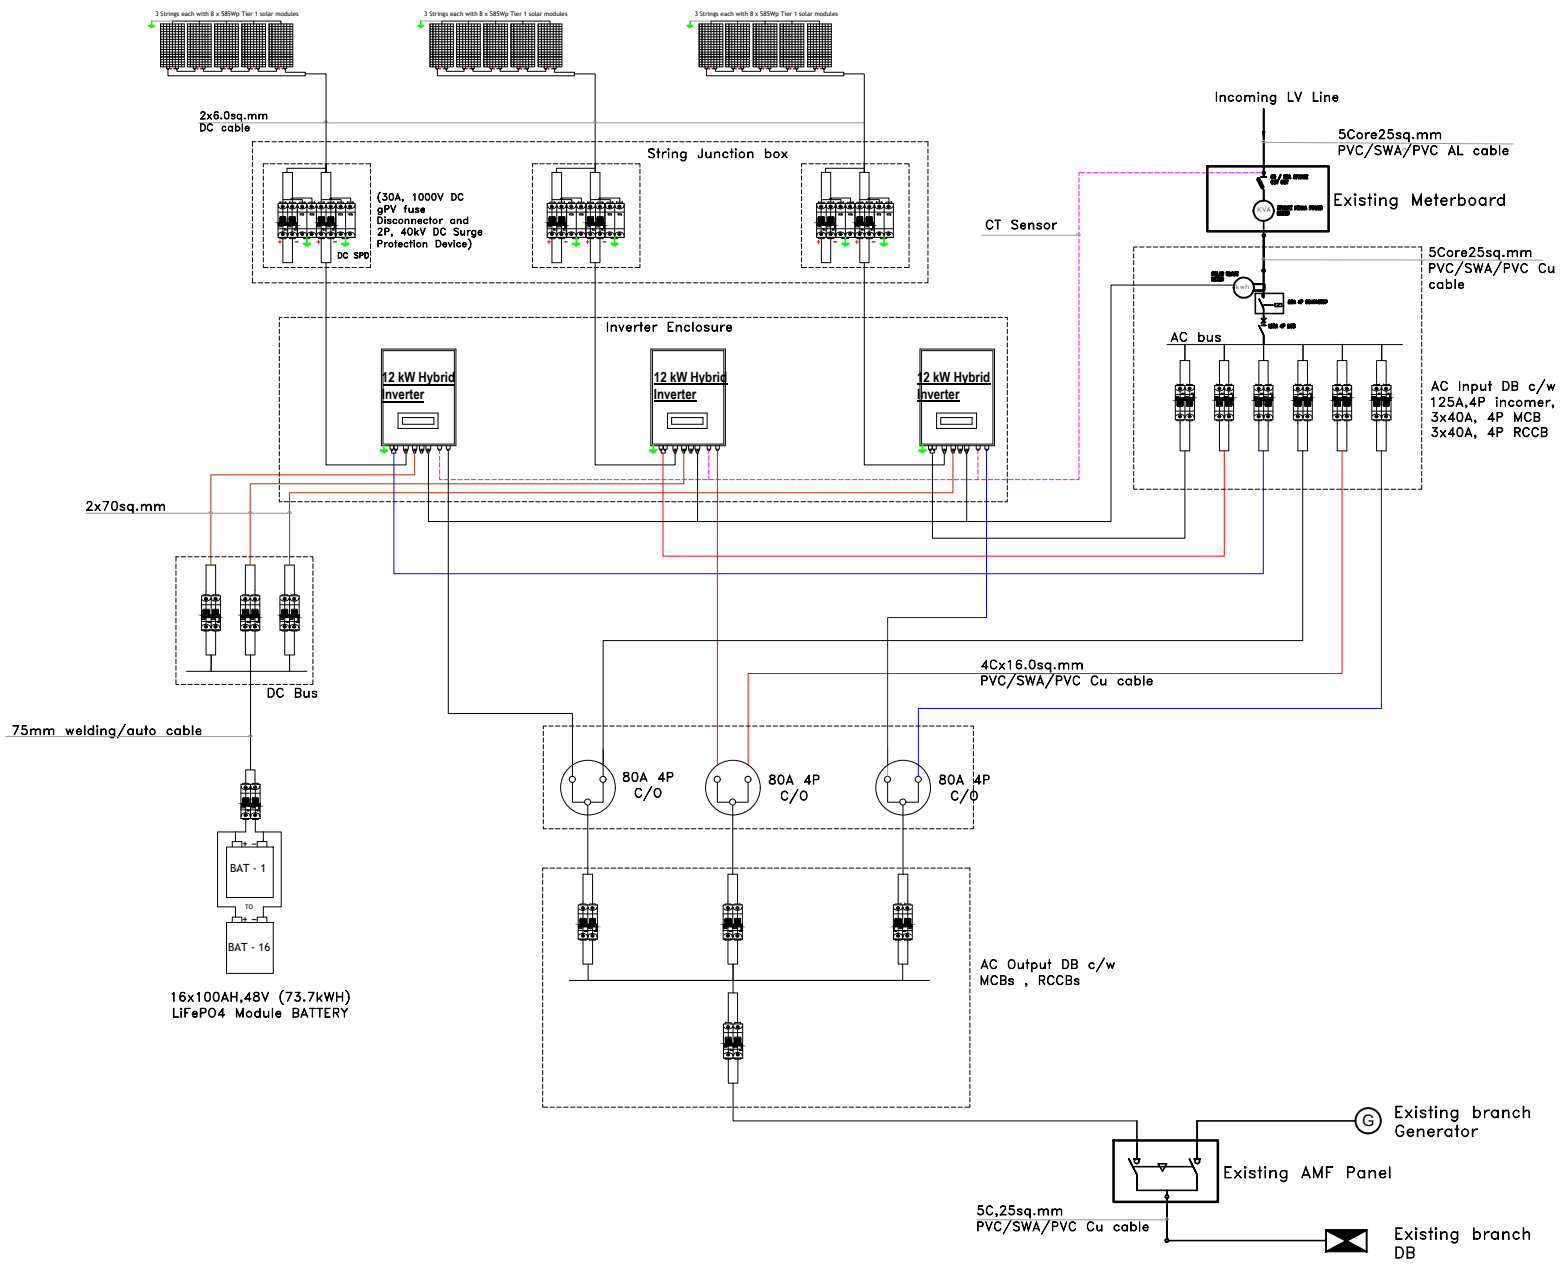 3 Strings each with 8 x 585Wp Tier 1 solar modules
3 Strings each with 8 x 585Wp Tier 1 solar modules
3 Strings each with 8 x 585Wp Tier 1 solar modules
2x6.0sq.mm
DC cable
String Junction box
(30A, 1000V DC
gPV fuse
Disconnector and
2P, 40kV DC Surge
Protection Device)
DC SPD
Incoming LV Line
5Core25sq.mm
PVC/SWA/PVC AL cable
KVA
Existing Meterboard
CT Sensor
5Core25sq.mm
PVC/SWA/PVC Cu
cable
kwh
AC bus
AC Input DB c/w
125A,4P incomer,
3x40A, 4P MCB
3x40A, 4P RCCB
Inverter Enclosure
12 kW Hybrid
Inverter
12 kW Hybrid
Inverter
12 kW Hybrid
Inverter
2x70sq.mm
DC Bus
75mm welding/auto cable
BAT - 1
TO
BAT - 16
16x100AH,48V (73.7kWH)
LiFePO4 Module BATTERY
4Cx16.0sq.mm
PVC/SWA/PVC Cu cable
80A 4P
C/O
80A 4P
C/O
80A 4P
C/O
AC Output DB c/w
MCBs , RCCBs
G
Existing branch
Generator
Existing AMF Panel
5C,25sq.mm
PVC/SWA/PVC Cu cable
Existing branch
DB